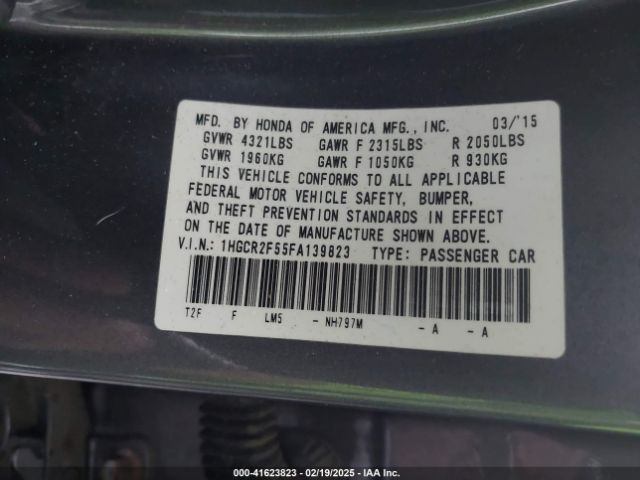 MFD. BY HONDA OF AMERICA MFG., INC. 03/'15
GVWR 4321LBS GAWR F 2315LBS R 2050LBS
GVWR 1960KG GAWR F 1050KG R 930KG
THIS VEHICLE CONFORMS TO ALL APPLICABLE
FEDERAL MOTOR VEHICLE SAFETY, BUMPER,
AND THEFT PREVENTION STANDARDS IN EFFECT
ON DATE OF MANUFACTURE SHOWN ABOVE.
V.I.N.: 1HGCR2F55FA139823 TYPE: PASSENGER CAR
T2F F LM5 - NH797M -A -A
000-41623823 - 02/19/2025 - IAA Inc.